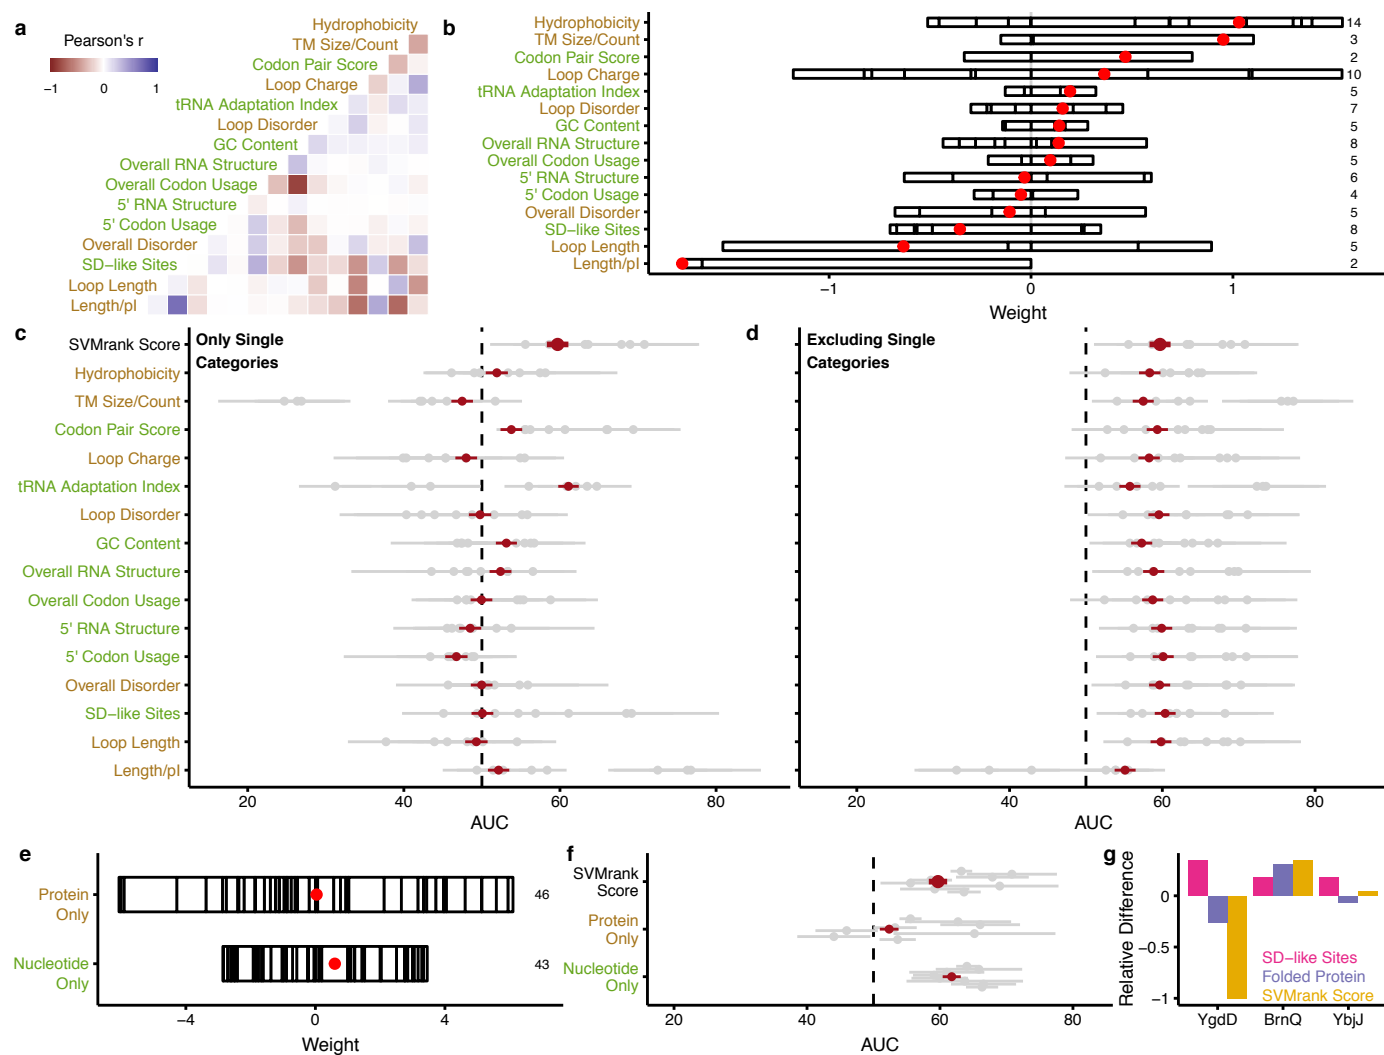 a
Pearson's r
−1
0
1
Hydrophobicity
TM Size/Count
Codon Pair Score
Loop Charge
tRNA Adaptation Index
Loop Disorder
GC Content
Overall RNA Structure
Overall Codon Usage
5' RNA Structure
5' Codon Usage
Overall Disorder
SD−like Sites
Loop Length
Length/pI
b
Hydrophobicity 14
TM Size/Count 3
Codon Pair Score 2
Loop Charge 10
tRNA Adaptation Index 5
Loop Disorder 7
GC Content 5
Overall RNA Structure 8
Overall Codon Usage 5
5' RNA Structure 6
5' Codon Usage 4
Overall Disorder 5
SD−like Sites 8
Loop Length 5
Length/pI 2
−1 0 1
Weight
c
Only Single
Categories
SVMrank Score
Hydrophobicity
TM Size/Count
Codon Pair Score
Loop Charge
tRNA Adaptation Index
Loop Disorder
GC Content
Overall RNA Structure
Overall Codon Usage
5' RNA Structure
5' Codon Usage
Overall Disorder
SD−like Sites
Loop Length
Length/pI
20 40 60 80
AUC
d
Excluding Single
Categories
20 40 60 80
AUC
e
Protein
Only
46
Nucleotide
Only
43
−4 0 4
Weight
f
SVMrank
Score
Protein
Only
Nucleotide
Only
20 40 60 80
AUC
g
Relative Difference
0
−0.5
−1
SD−like Sites
Folded Protein
SVMrank Score
YgdD BrnQ YbjJ